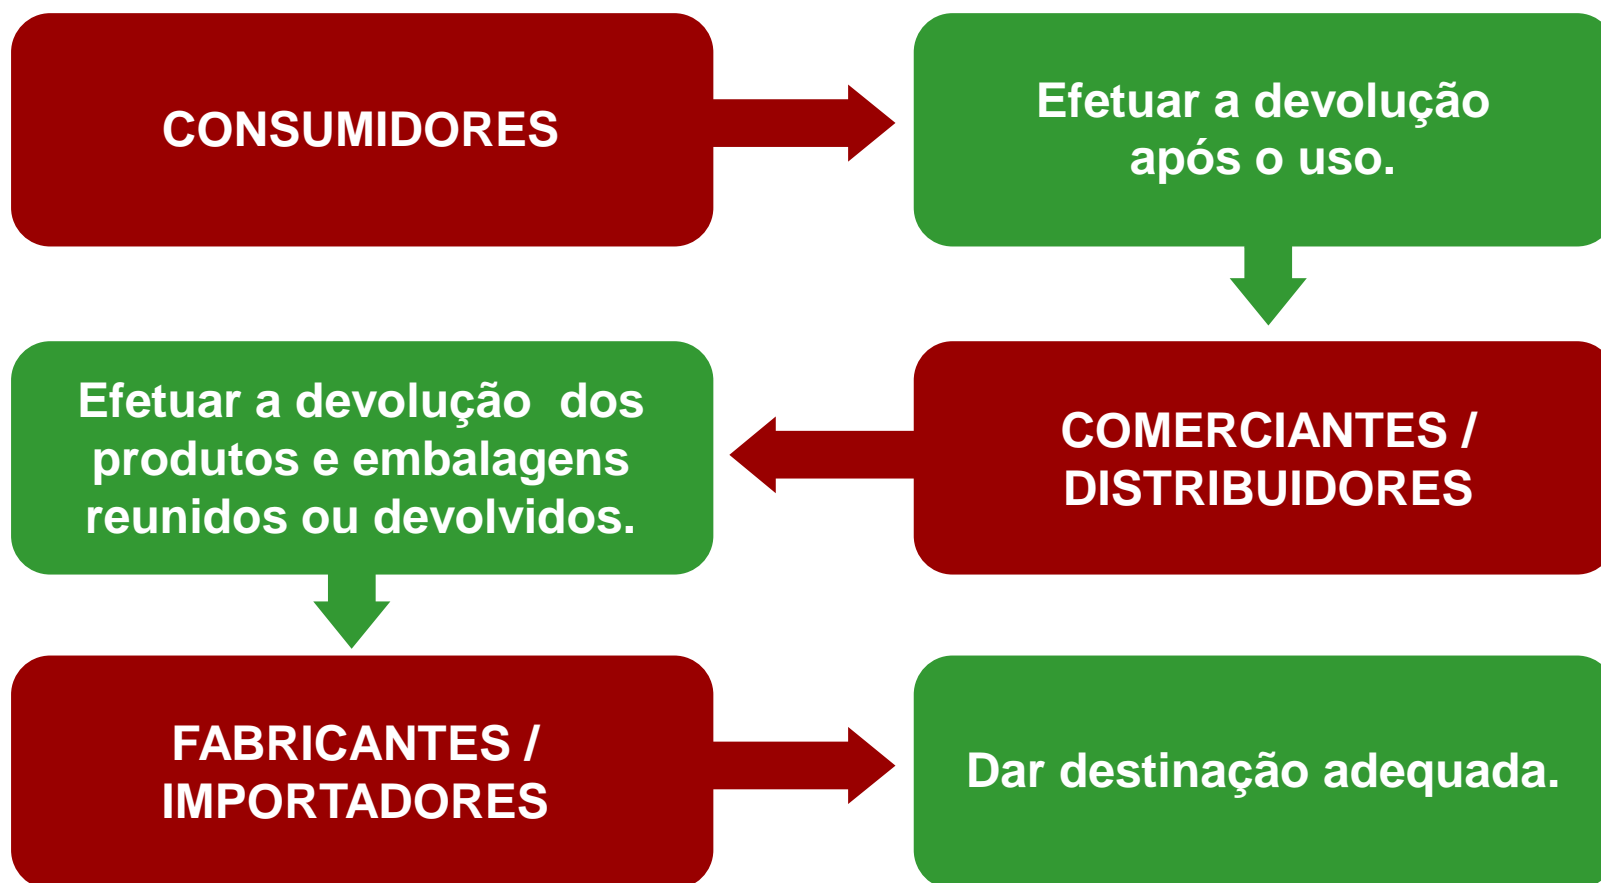 CONSUMIDORES
Efetuar a devolução
após o uso.
COMERCIANTES /
DISTRIBUIDORES
Efetuar a devolução  dos
produtos e embalagens
reunidos ou devolvidos.
FABRICANTES /
IMPORTADORES
Dar destinação adequada.